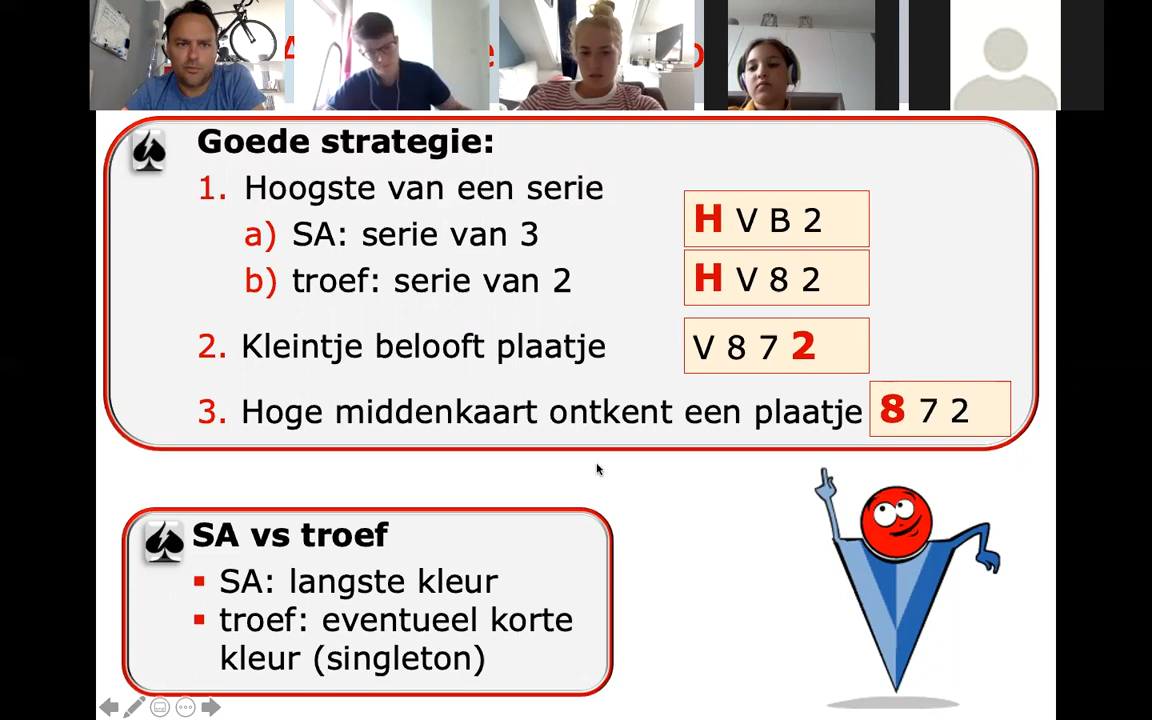 Goede strategie:
1. Hoogste van een serie
a) SA: serie van 3
H V B 2
b) troef: serie van 2
H V 8 2
2. Kleintje belooft plaatje
V 8 7 2
3. Hoge middenkaart ontkent een plaatje
8 7 2
SA vs troef
SA: langste kleur
troef: eventueel korte
kleur (singleton)